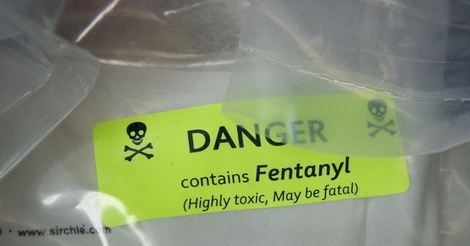 DANGER
contains Fentanyl
(Highly toxic, May be fatal)
• www.sirchie.com